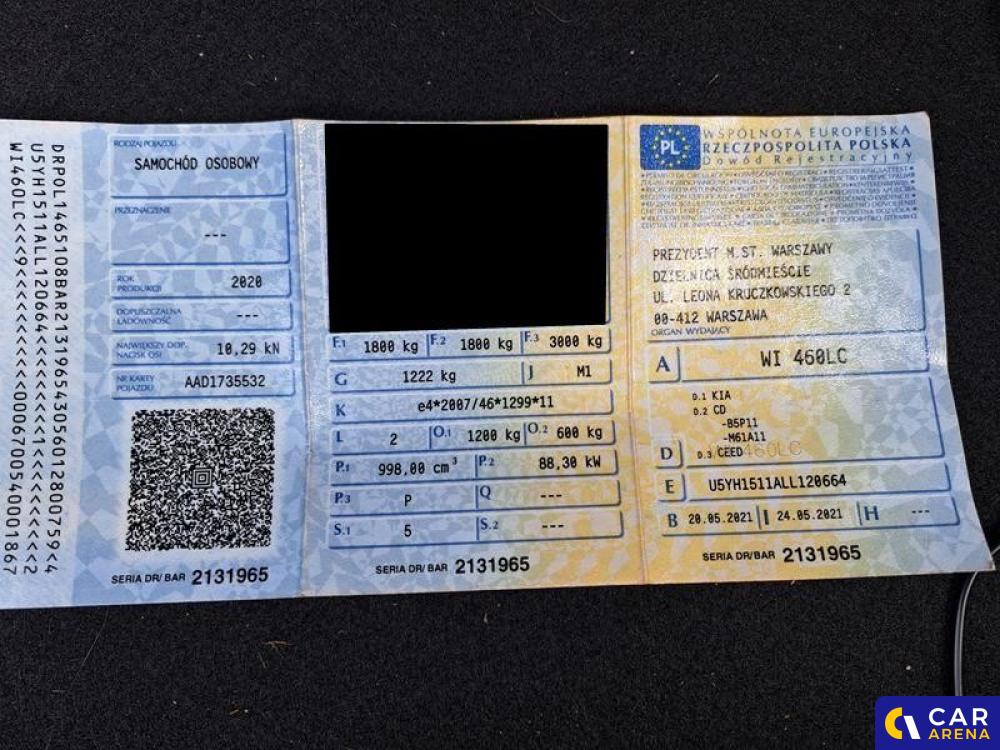 DRPOL1465108BAR2131965430560128007 59<4
U5YH1511ALL120664<<<<<<<<<1<<<<<<<<<2
WI460LC<<<9<<<<<<<<<<<<<0006700540001867
RODZAJ POJAZDU
SAMOCHÓD OSOBOWY
PRZEZNACZENIE
---
ROK PRODUKCJI
2020
DOPUSZCZALNA ŁADOWNOŚĆ
---
NAJWIĘKSZY DOP. NACISK OSI
10,29 kN
NR KARTY POJAZDU
AAD1735532
SERIA DR/BAR 2131965
F.1 1800 kg F.2 1800 kg F.3 3000 kg
G 1222 kg J M1
K e4*2007/46*1299*11
L 2 O.1 1200 kg O.2 600 kg
P.1 998,00 cm³ P.2 88,30 kW
P.3 P Q ---
S.1 5 S.2 ---
SERIA DR/BAR 2131965
PL
WSPÓLNOTA EUROPEJSKA
RZECZPOSPOLITA POLSKA
Dowód Rejestracyjny
PREZYDENT M.ST. WARSZAWY
DZIELNICA ŚRÓDMIEŚCIE
UL. LEONA KRUCZKOWSKIEGO 2
00-412 WARSZAWA
ORGAN WYDAJĄCY
A WI 460LC
D.1 KIA
D.2 CD
-B5P11
-M61A11
D D.3 CEED
E U5YH1511ALL120664
B 20.05.2021 I 24.05.2021 H ---
SERIA DR/BAR 2131965
CAR
ARENA